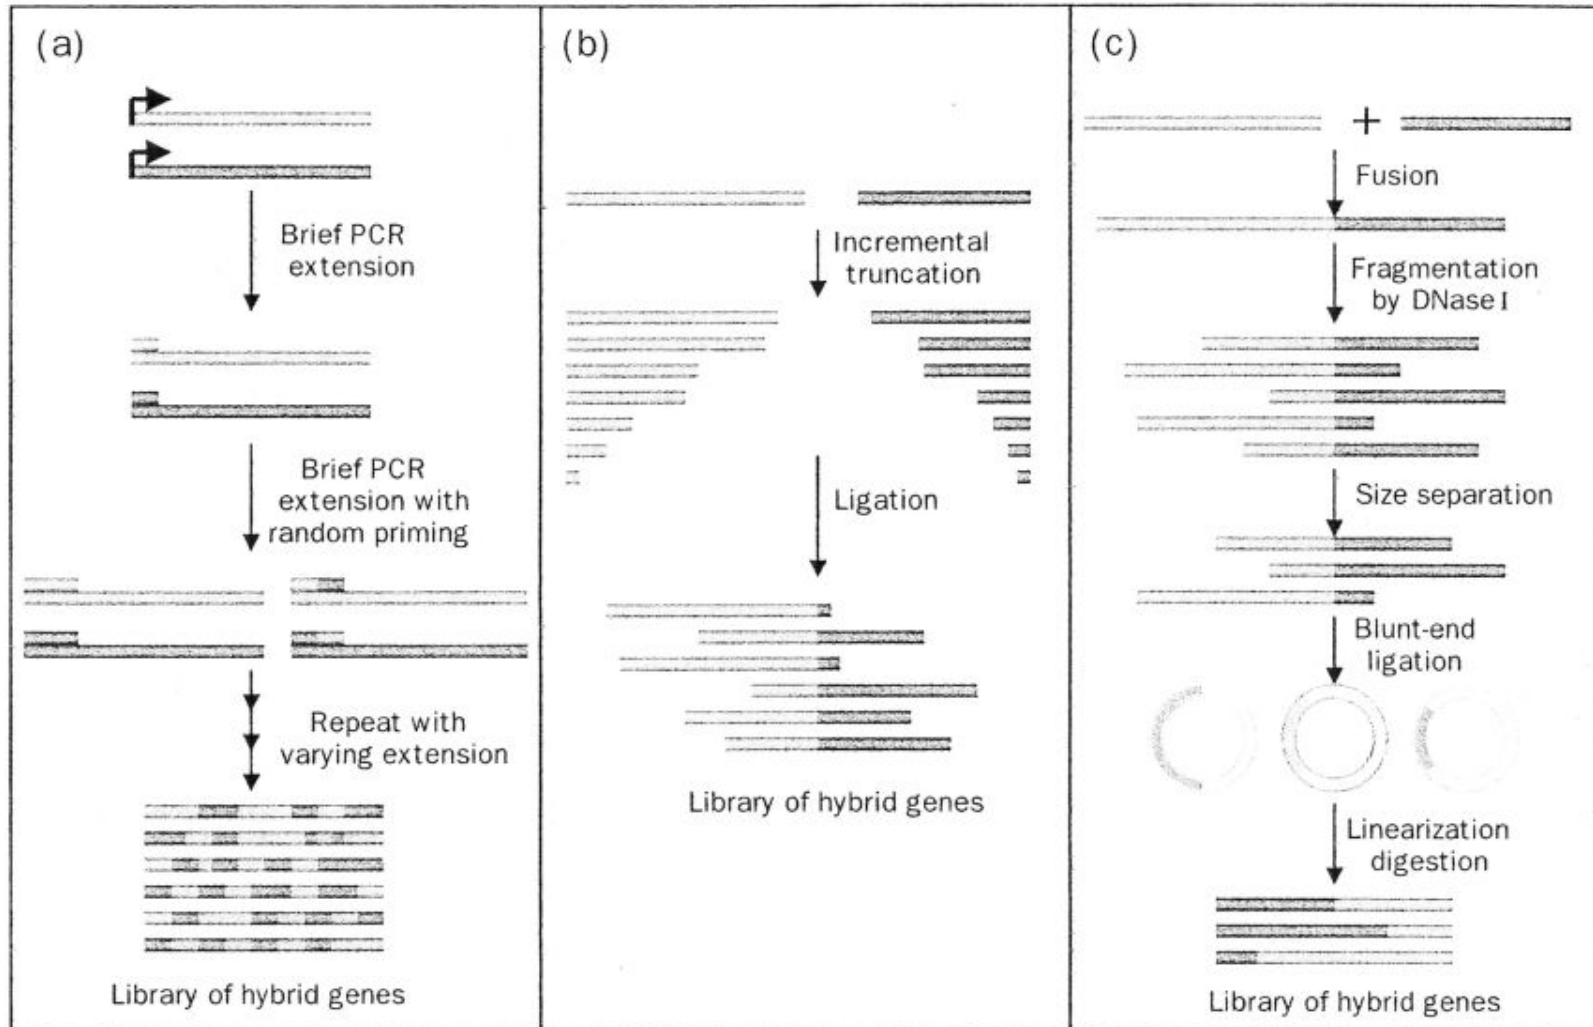 (a)
Brief PCR
extension
Brief PCR
extension with
random priming
Repeat with
varying extension
Library of hybrid genes
(b)
Incremental
truncation
Ligation
Library of hybrid genes
(c)
+
Fusion
Fragmentation
by DNase I
Size separation
Blunt-end
ligation
Linearization
digestion
Library of hybrid genes